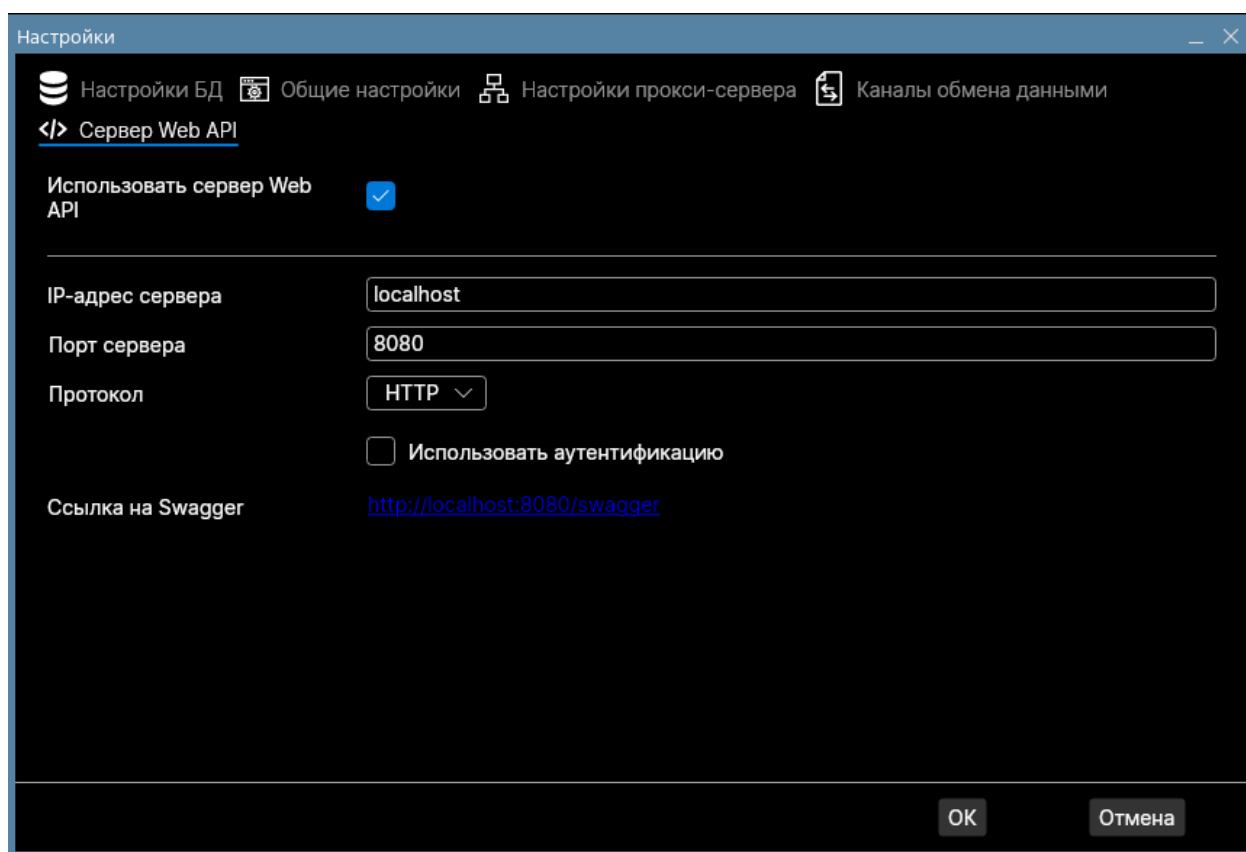 Настройки
Настройки БД Общие настройки Настройки прокси-сервера Каналы обмена данными
</> Сервер Web API
Использовать сервер Web
API
IP-адрес сервера localhost
Порт сервера 8080
Протокол HTTP
Использовать аутентификацию
Ссылка на Swagger http://localhost:8080/swagger
OK Отмена